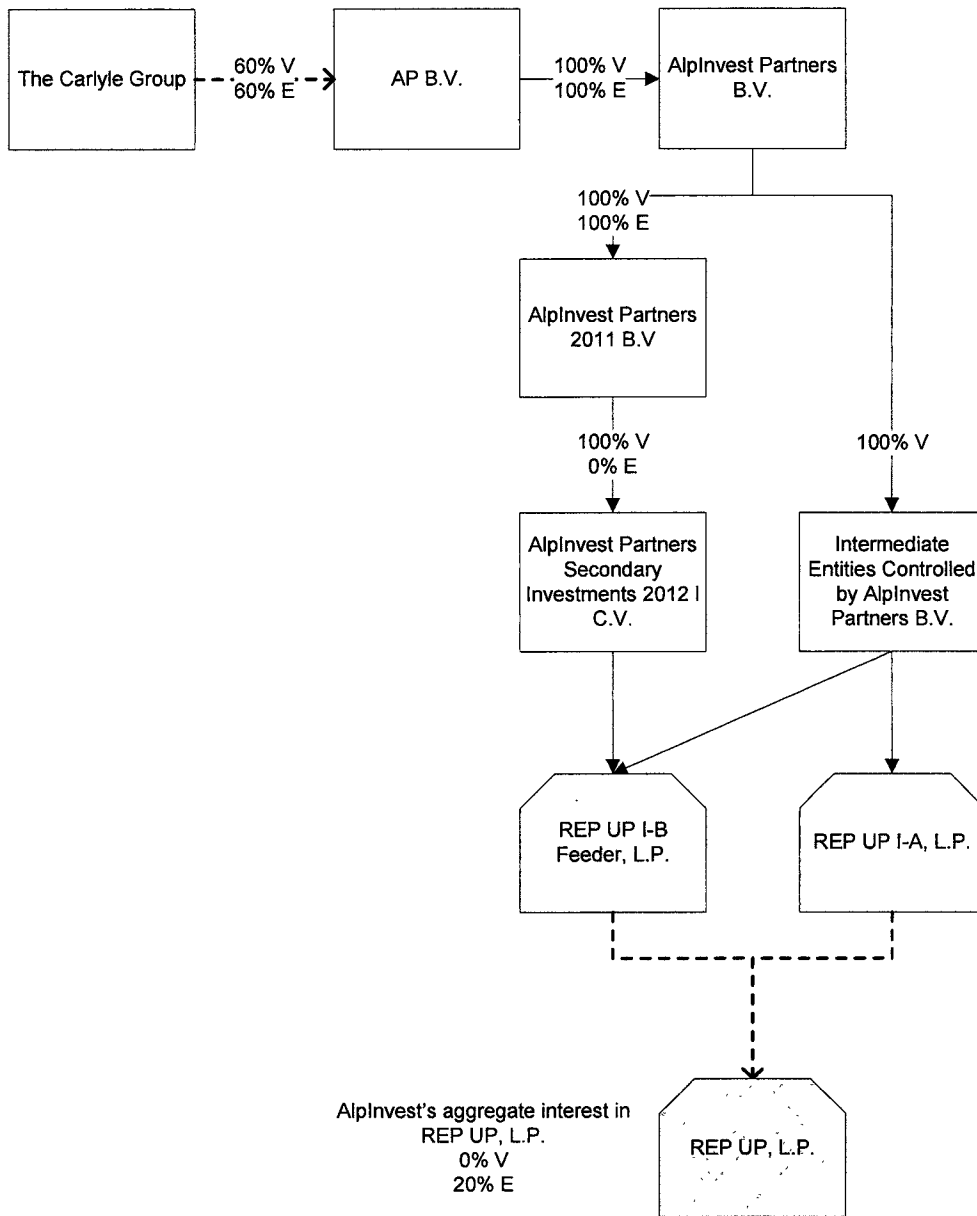 The Carlyle Group
60% V
60% E
AP B.V.
100% V
100% E
AlpInvest Partners
B.V.
100% V
100% E
AlpInvest Partners
2011 B.V
100% V
0% E
100% V
AlpInvest Partners
Secondary
Investments 2012 I
C.V.
Intermediate
Entities Controlled
by AlpInvest
Partners B.V.
REP UP I-B
Feeder, L.P.
REP UP I-A, L.P.
AlpInvest's aggregate interest in
REP UP, L.P.
0% V
20% E
REP UP, L.P.